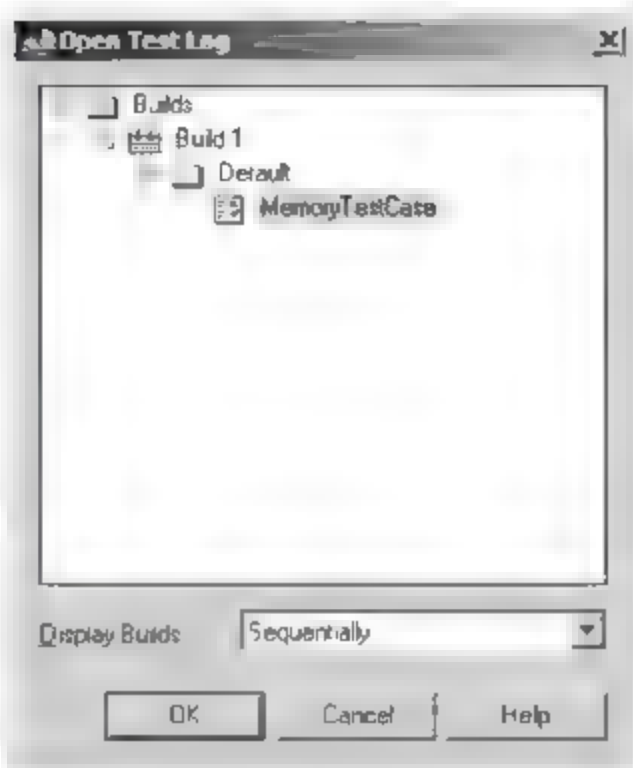 Open Test Log
Builds
Build 1
Default
MemoryTestCase
Display Builds Sequentially
OK Cancel Help